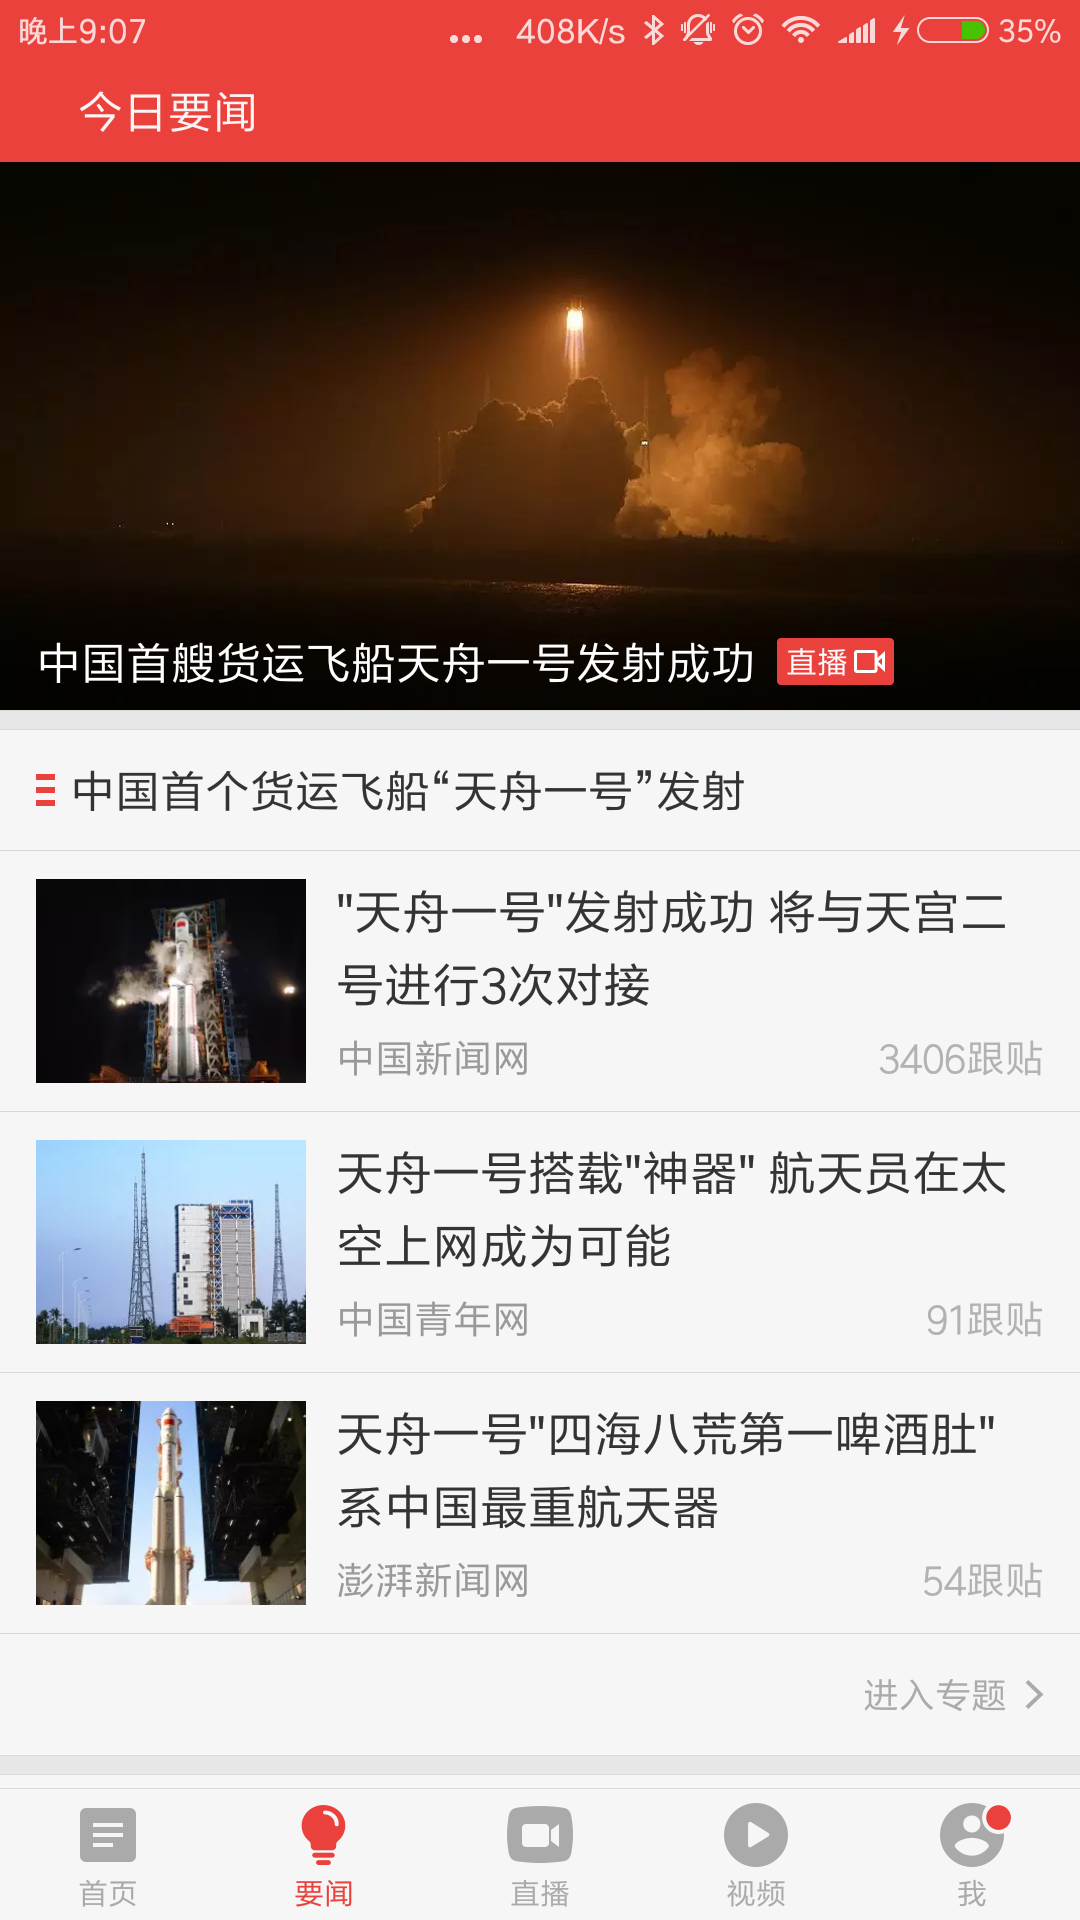 晚上9:07
... 408K/s 35%
今日要闻
中国首艘货运飞船天舟一号发射成功 直播
中国首个货运飞船“天舟一号”发射
"天舟一号"发射成功 将与天宫二
号进行3次对接
中国新闻网 3406跟贴
天舟一号搭载"神器" 航天员在太
空上网成为可能
中国青年网 91跟贴
天舟一号"四海八荒第一啤酒肚"
系中国最重航天器
澎湃新闻网 54跟贴
进入专题
首页 要闻 直播 视频 我